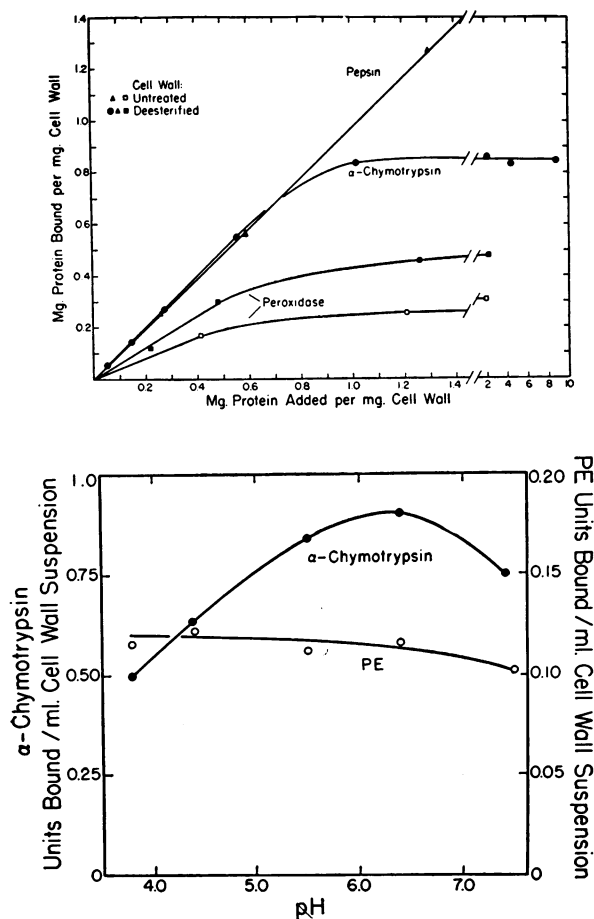 1.4
1.2
1.0
0.8
0.6
0.4
0.2
Mg. Protein Bound per mg. Cell Wall
Cell Wall:
Untreated
Deesterified
Pepsin
α-Chymotrypsin
Peroxidase
0.2 0.4 0.6 0.8 1.0 1.2 1.4 2 4 6 8 10
Mg. Protein Added per mg. Cell Wall
1.0
0.75
0.50
0.25
0
α-Chymotrypsin
Units Bound/ml. Cell Wall Suspension
α-Chymotrypsin
PE
0.20
0.15
0.10
0.05
0
PE Units Bound/ml. Cell Wall Suspension
4.0 5.0 6.0 7.0
pH